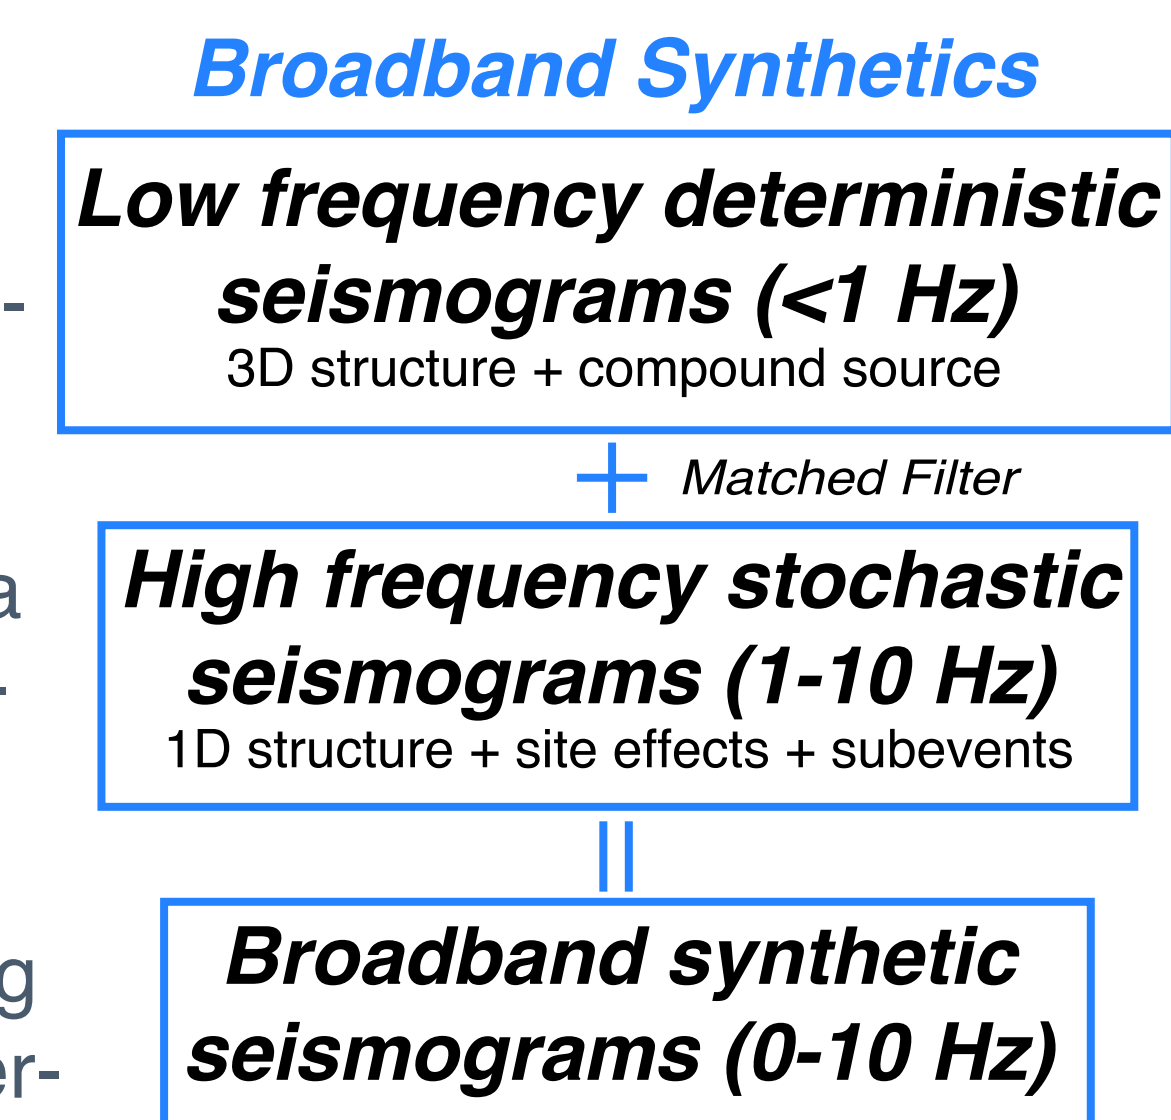 Broadband Synthetics
Low frequency deterministic
seismograms (<1 Hz)
3D structure + compound source
+ Matched Filter
High frequency stochastic
seismograms (1-10 Hz)
1D structure + site effects + subevents
Broadband synthetic
seismograms (0-10 Hz)